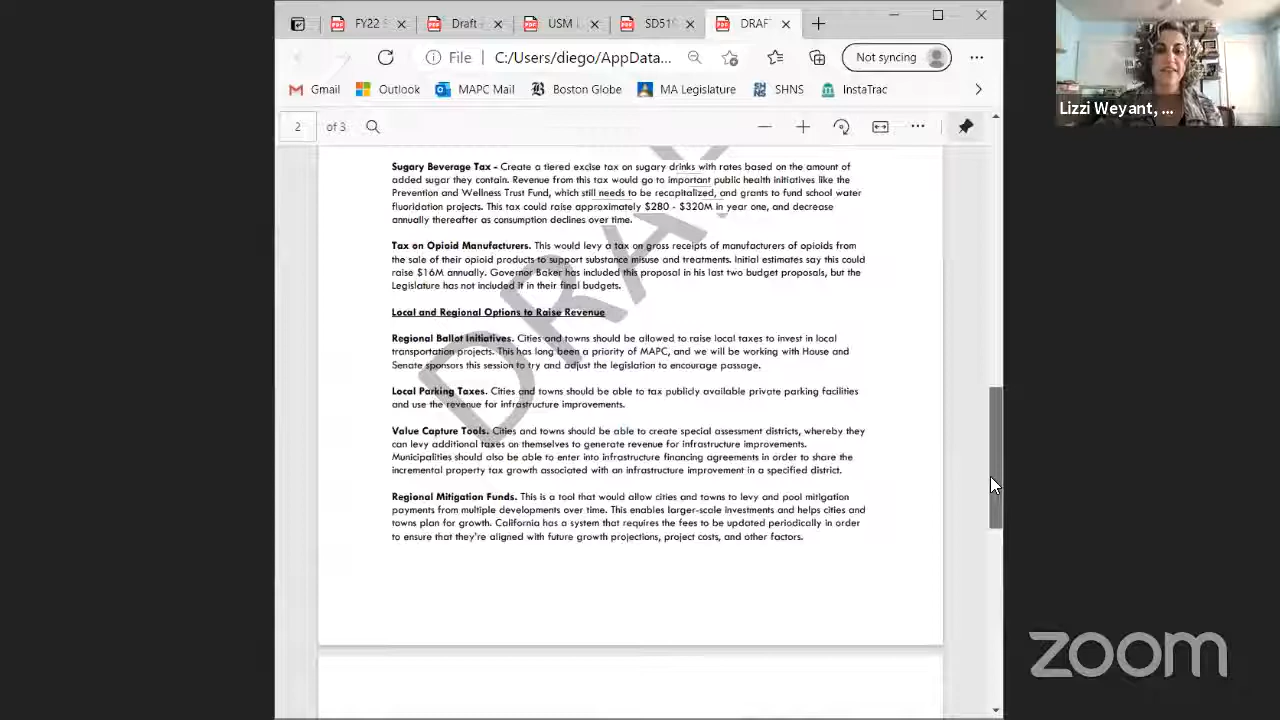 FY22
Draft
USM
SD51
DRAF
File
C:/Users/diego/AppData...
Not syncing
Gmail
Outlook
MAPC Mail
Boston Globe
MA Legislature
SHNS
InstaTrac
2 of 3
Sugary Beverage Tax - Create a tiered excise tax on sugary drinks with rates based on the amount of
added sugar they contain. Revenue from this tax would go to important public health initiatives like the
Prevention and Wellness Trust Fund, which still needs to be recapitalized, and grants to fund school water
fluoridation projects. This tax could raise approximately $280 - $320M in year one, and decrease
annually thereafter as consumption declines over time.
Tax on Opioid Manufacturers. This would levy a tax on gross receipts of manufacturers of opioids from
the sale of their opioid products to support substance misuse and treatments. Initial estimates say this could
raise $16M annually. Governor Baker has included this proposal in his last two budget proposals, but the
Legislature has not included it in their final budgets.
Local and Regional Options to Raise Revenue
Regional Ballot Initiatives. Cities and towns should be allowed to raise local taxes to invest in local
transportation projects. This has long been a priority of MAPC, and we will be working with House and
Senate sponsors this session to try and adjust the legislation to encourage passage.
Local Parking Taxes. Cities and towns should be able to tax publicly available private parking facilities
and use the revenue for infrastructure improvements.
Value Capture Tools. Cities and towns should be able to create special assessment districts, whereby they
can levy additional taxes on themselves to generate revenue for infrastructure improvements.
Municipalities should also be able to enter into infrastructure financing agreements in order to share the
incremental property tax growth associated with an infrastructure improvement in a specified district.
Regional Mitigation Funds. This is a tool that would allow cities and towns to levy and pool mitigation
payments from multiple developments over time. This enables larger-scale investments and helps cities and
towns plan for growth. California has a system that requires the fees to be updated periodically in order
to ensure that they're aligned with future growth projections, project costs, and other factors.
DRA
Lizzi Weyant, ...
zoom